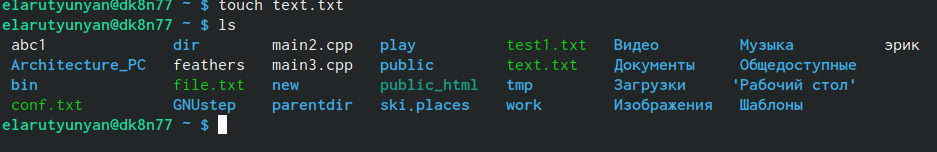 elarutyunyan@dk8n77 ~ $ touch text.txt
elarutyunyan@dk8n77 ~ $ ls
abc1 dir main2.cpp play test1.txt Видео Музыка эрик
Architecture_PC feathers main3.cpp public text.txt Документы Общедоступные
bin file.txt new public_html tmp Загрузки 'Рабочий стол'
conf.txt GNUstep parentdir ski.places work Изображения Шаблоны
elarutyunyan@dk8n77 ~ $